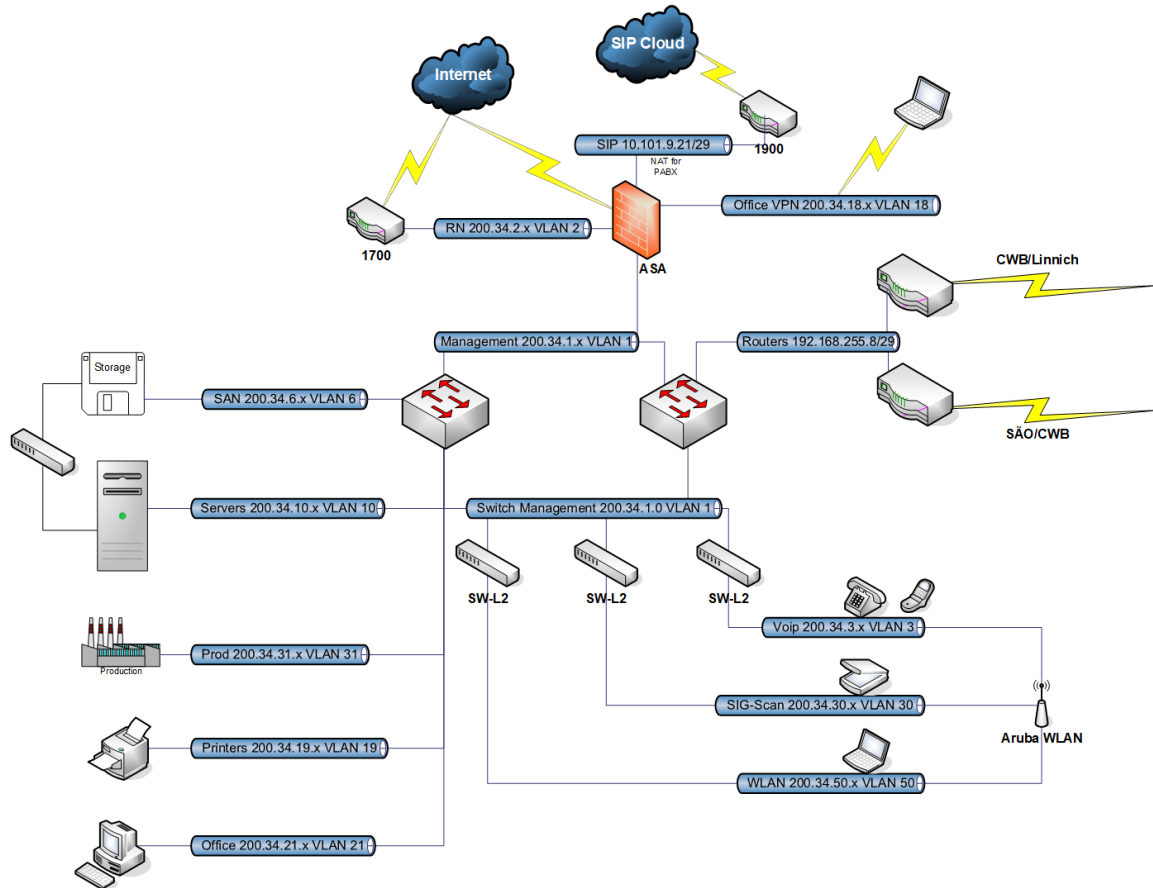 SIP Cloud
Internet
SIP 10.101.9.21/29
1900
NAT for
PABX
Office VPN 200.34.18.x VLAN 18
RN 200.34.2.x VLAN 2
1700
ASA
CWB/Linnich
Management 200.34.1.x VLAN 1
Routers 192.168.255.8/29
Storage
SAN 200.34.6.x VLAN 6
SÃO/CWB
Servers 200.34.10.x VLAN 10
Switch Management 200.34.1.0 VLAN 1
SW-L2
SW-L2
SW-L2
Voip 200.34.3.x VLAN 3
Prod 200.34.31.x VLAN 31
Production
SIG-Scan 200.34.30.x VLAN 30
Aruba WLAN
Printers 200.34.19.x VLAN 19
WLAN 200.34.50.x VLAN 50
Office 200.34.21.x VLAN 21